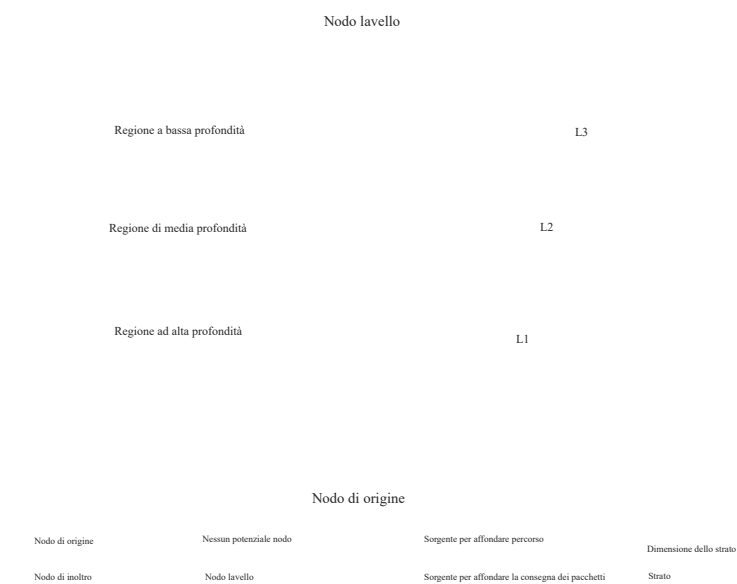 Nodo lavello
Regione a bassa profondità
L3
Regione di media profondità
L2
Regione ad alta profondità
L1
Nodo di origine
Nodo di origine
Nessun potenziale nodo
Sorgente per affondare percorso
Dimensione dello strato
Nodo di inoltro
Nodo lavello
Sorgente per affondare la consegna dei pacchetti
Strato